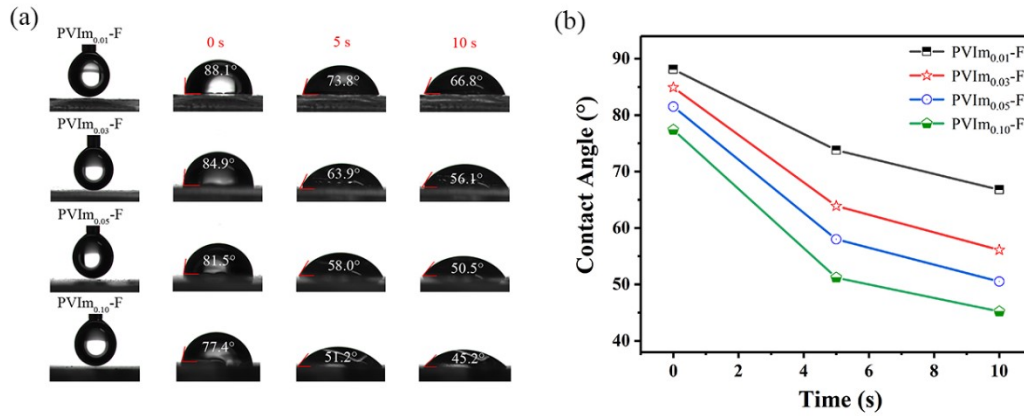 (a)
PVIm0.01-F
0 s
5 s
10 s
88.1°
73.8°
66.8°
PVIm0.03-F
84.9°
63.9°
56.1°
PVIm0.05-F
81.5°
58.0°
50.5°
PVIm0.10-F
77.4°
51.2°
45.2°
(b)
PVIm0.01-F
PVIm0.03-F
PVIm0.05-F
PVIm0.10-F
90
80
70
60
50
40
Contact Angle (°)
0 2 4 6 8 10
Time (s)